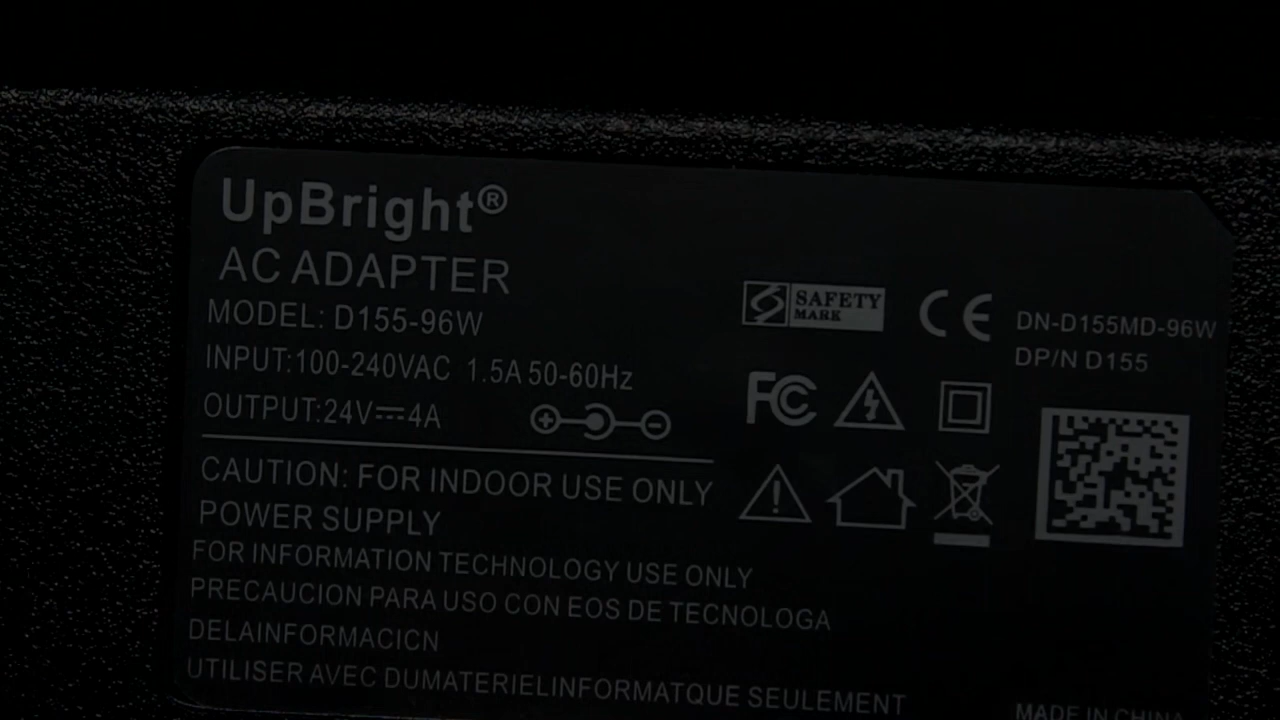 UpBright®
AC ADAPTER
MODEL: D155-96W
INPUT:100-240VAC 1.5A 50-60Hz
OUTPUT:24V⎓4A
CAUTION: FOR INDOOR USE ONLY
POWER SUPPLY
FOR INFORMATION TECHNOLOGY USE ONLY
PRECAUCION PARA USO CON EOS DE TECNOLOGA
DELAINFORMACICN
UTILISER AVEC DUMATERIELINFORMATQUE SEULEMENT
SAFETY
MARK
CE
DN-D155MD-96W
DP/N D155
FC
MADE IN CHINA